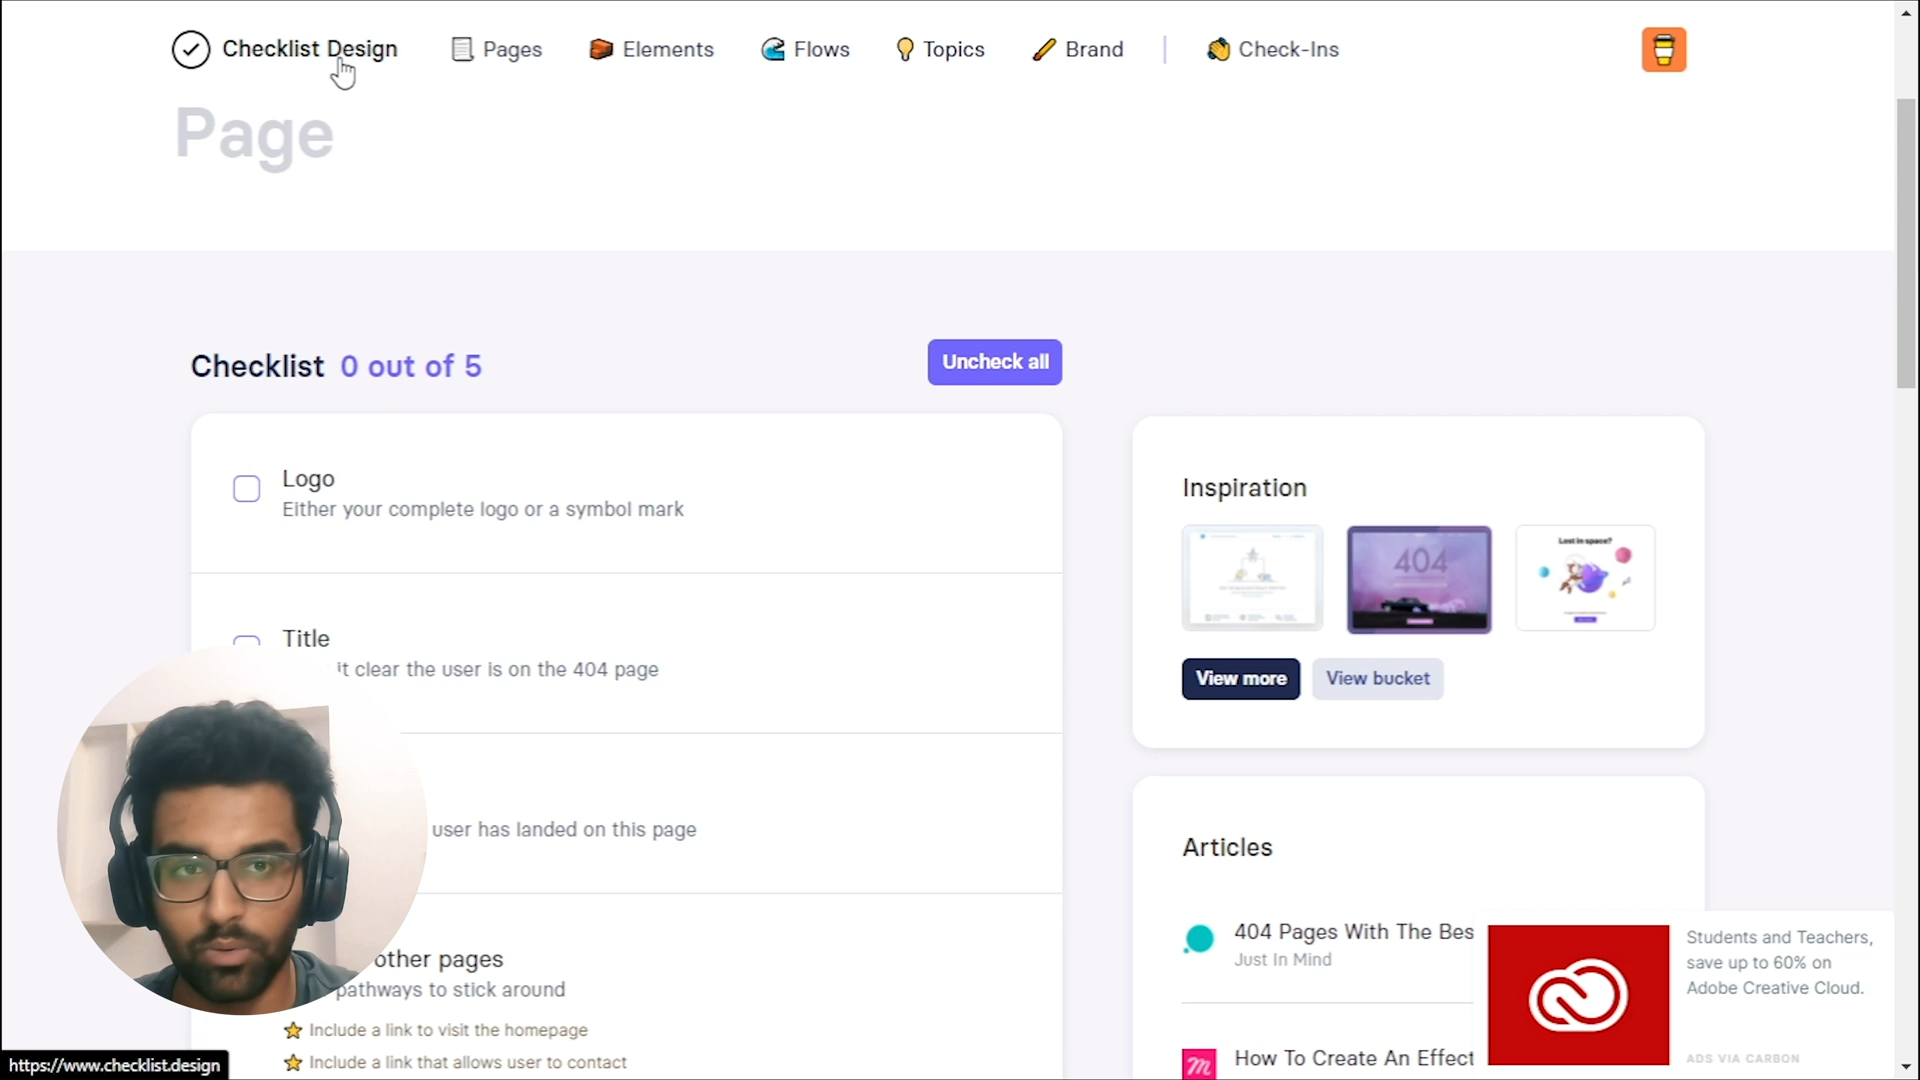 Checklist Design
Pages
Elements
Flows
Topics
Brand
Check-Ins
Page
Checklist 0 out of 5
Uncheck all
Logo
Either your complete logo or a symbol mark
Title
it clear the user is on the 404 page
user has landed on this page
other pages
pathways to stick around
Include a link to visit the homepage
Include a link that allows user to contact
Inspiration
404
Lost in space?
View more
View bucket
Articles
404 Pages With The Bes
Just In Mind
How To Create An Effect
Students and Teachers,
save up to 60% on
Adobe Creative Cloud.
ADS VIA CARBON
https://www.checklist.design